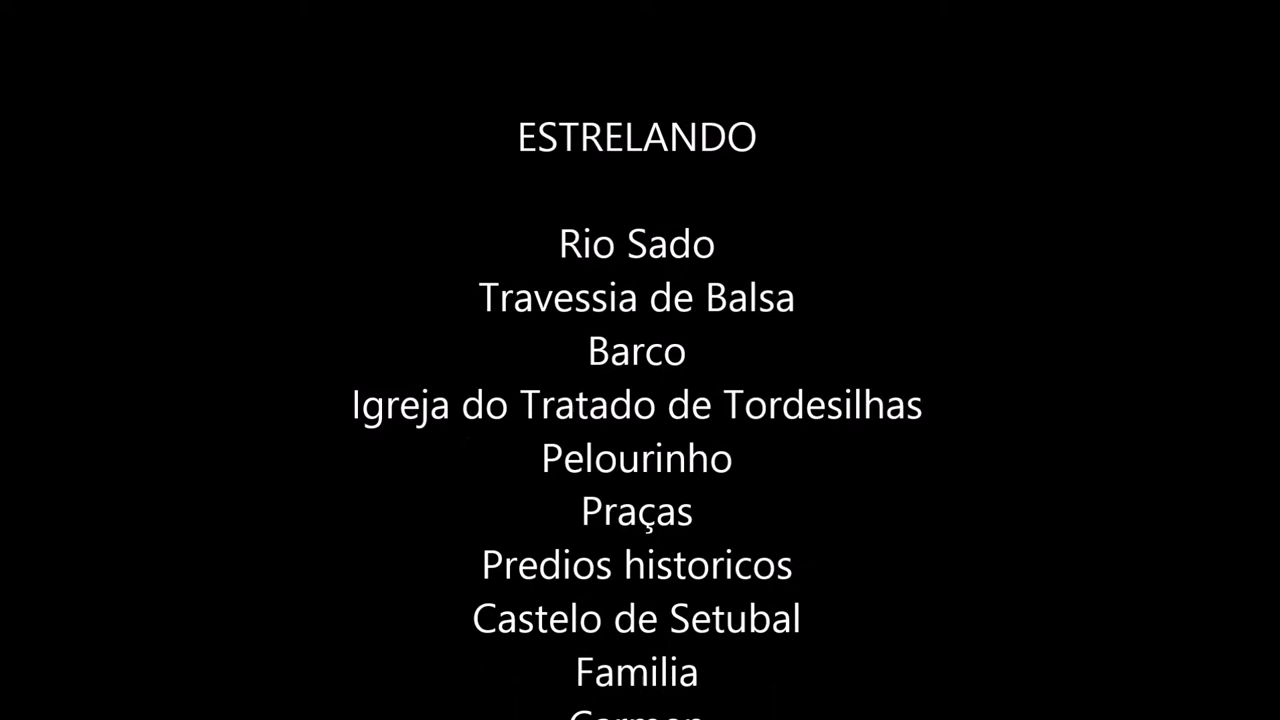 ESTRELANDO
Rio Sado
Travessia de Balsa
Barco
Igreja do Tratado de Tordesilhas
Pelourinho
Praças
Predios historicos
Castelo de Setubal
Familia